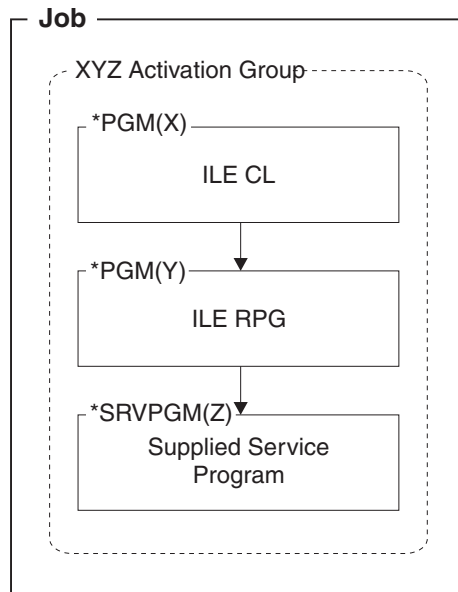 Job
XYZ Activation Group
*PGM(X)
ILE CL
*PGM(Y)
ILE RPG
*SRVPGM(Z)
Supplied Service
Program